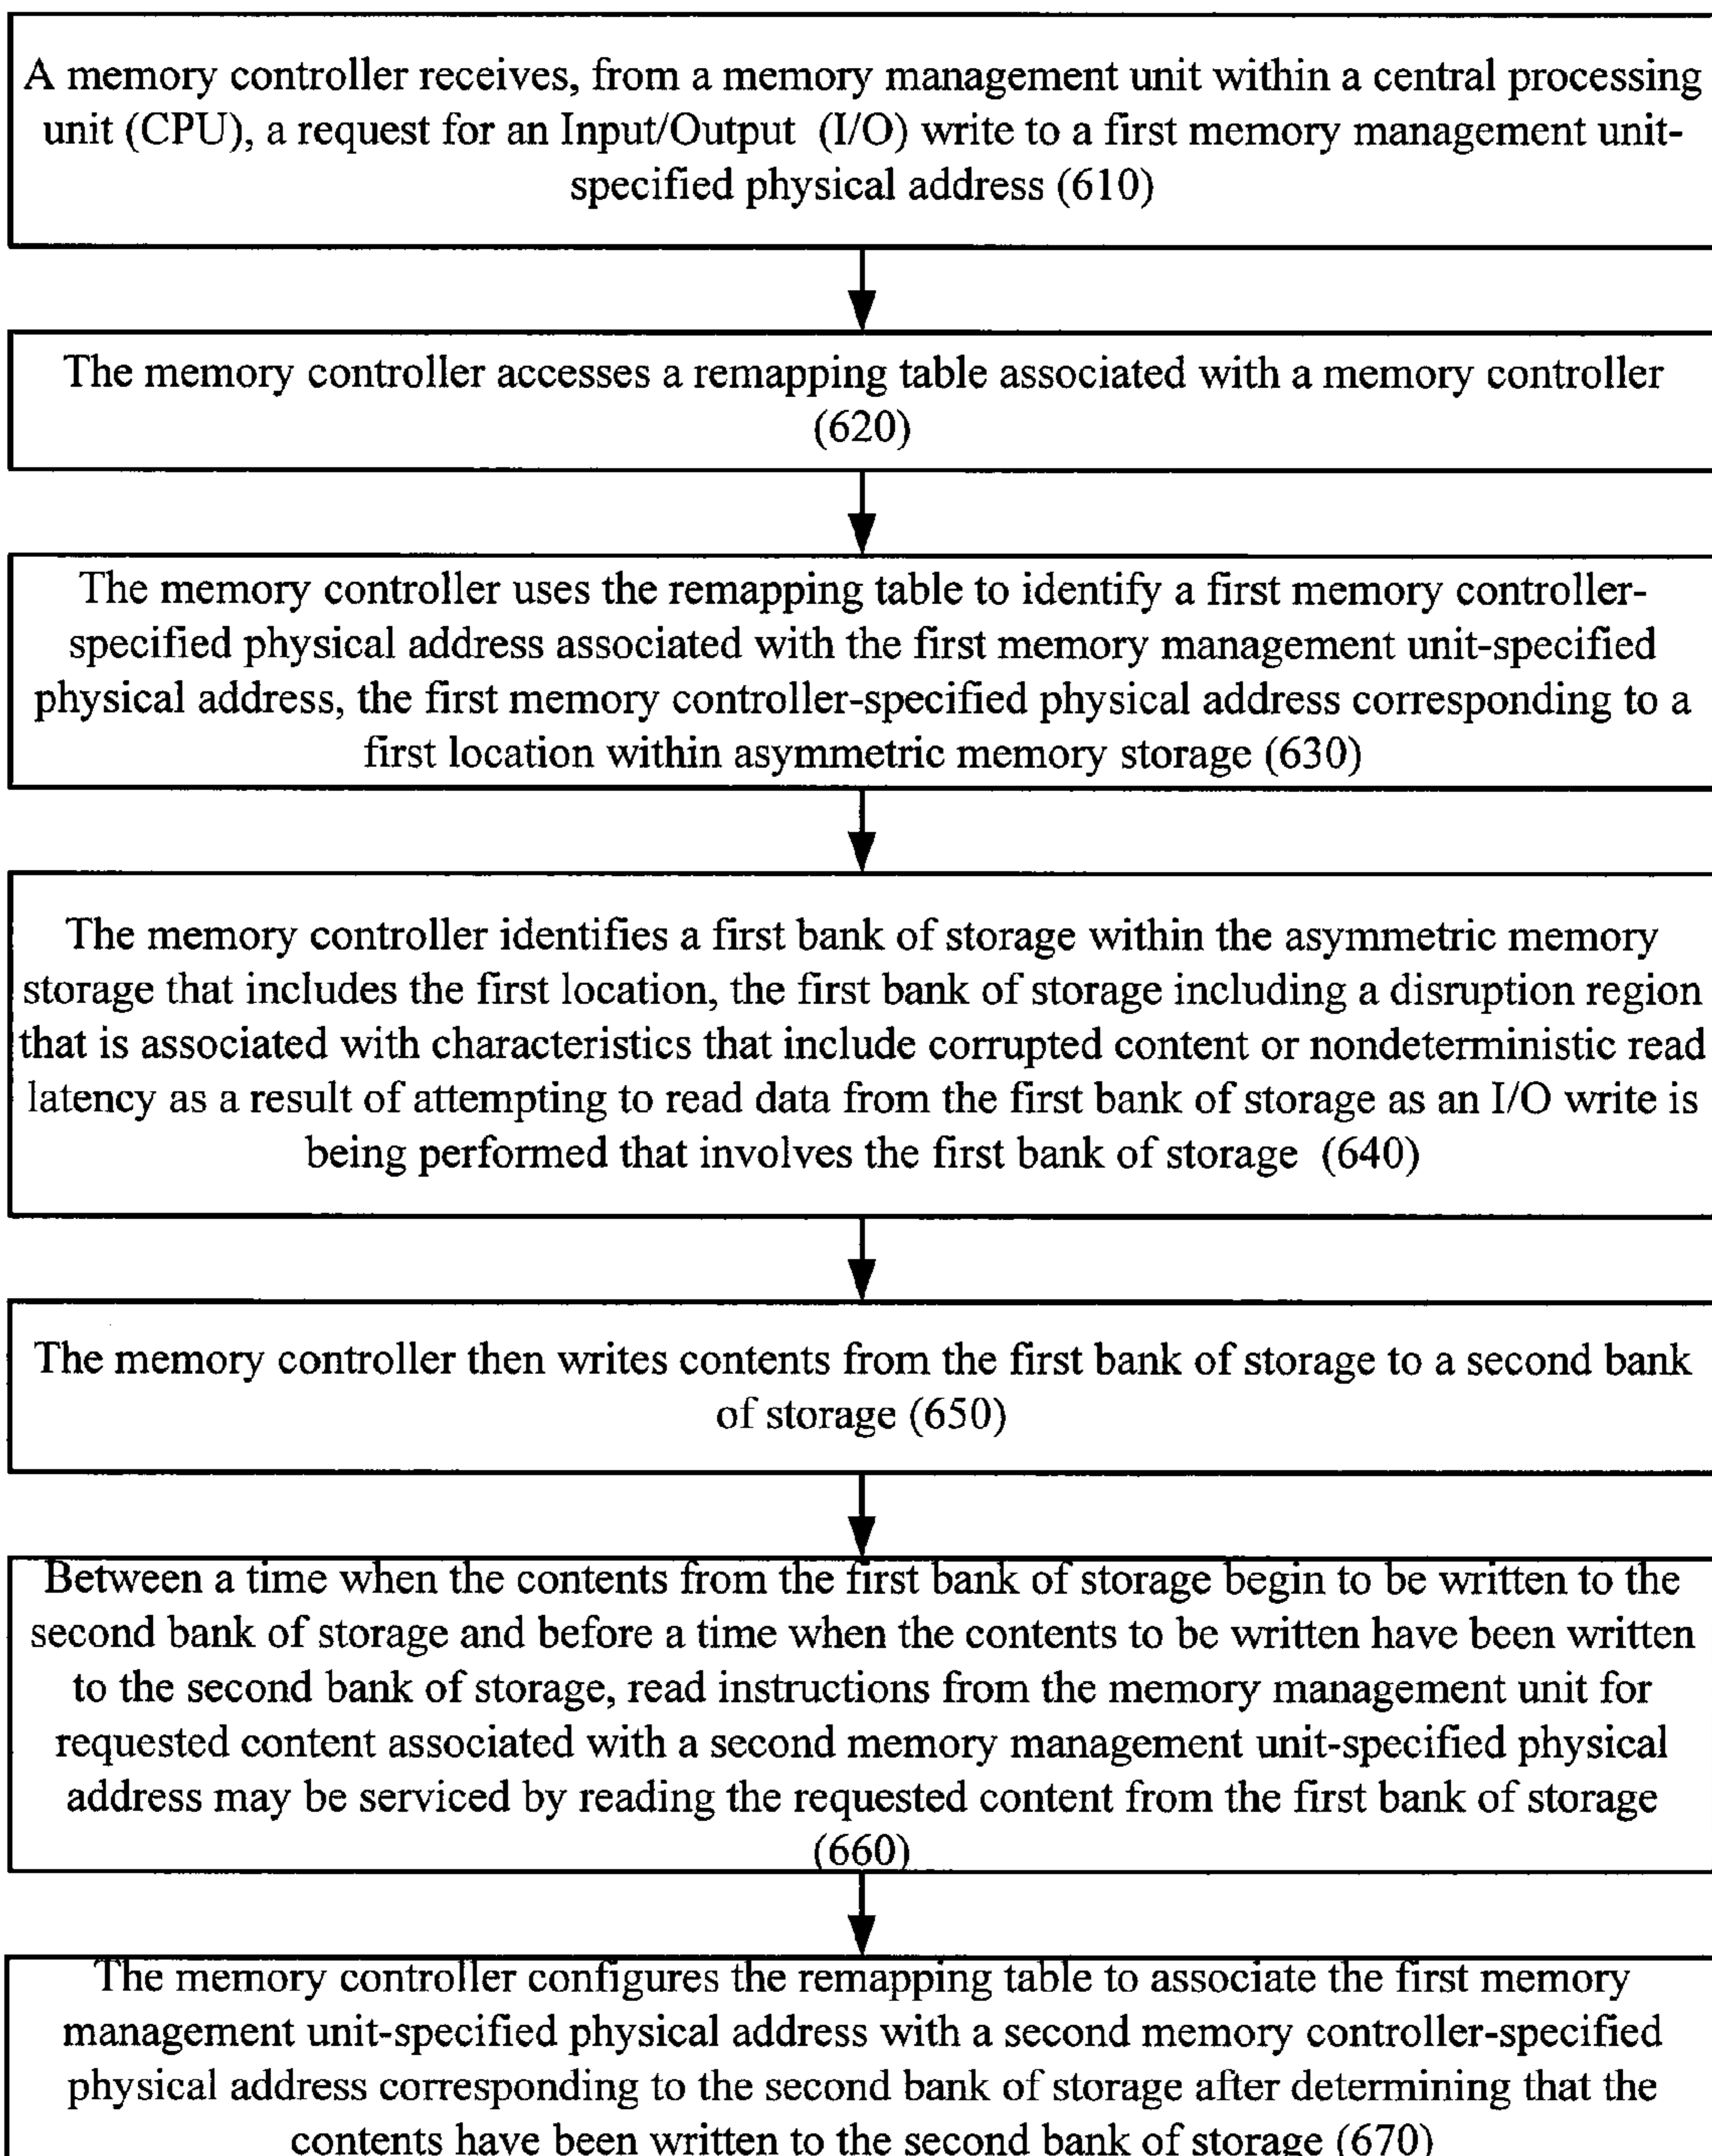 A memory controller receives, from a memory management unit within a central processing
unit (CPU), a request for an Input/Output (I/O) write to a first memory management unit-
specified physical address (610)
The memory controller accesses a remapping table associated with a memory controller
(620)
The memory controller uses the remapping table to identify a first memory controller-
specified physical address associated with the first memory management unit-specified
physical address, the first memory controller-specified physical address corresponding to a
first location within asymmetric memory storage (630)
The memory controller identifies a first bank of storage within the asymmetric memory
storage that includes the first location, the first bank of storage including a disruption region
that is associated with characteristics that include corrupted content or nondeterministic read
latency as a result of attempting to read data from the first bank of storage as an I/O write is
being performed that involves the first bank of storage (640)
The memory controller then writes contents from the first bank of storage to a second bank
of storage (650)
Between a time when the contents from the first bank of storage begin to be written to the
second bank of storage and before a time when the contents to be written have been written
to the second bank of storage, read instructions from the memory management unit for
requested content associated with a second memory management unit-specified physical
address may be serviced by reading the requested content from the first bank of storage
(660)
The memory controller configures the remapping table to associate the first memory
management unit-specified physical address with a second memory controller-specified
physical address corresponding to the second bank of storage after determining that the
contents have been written to the second bank of storage (670)